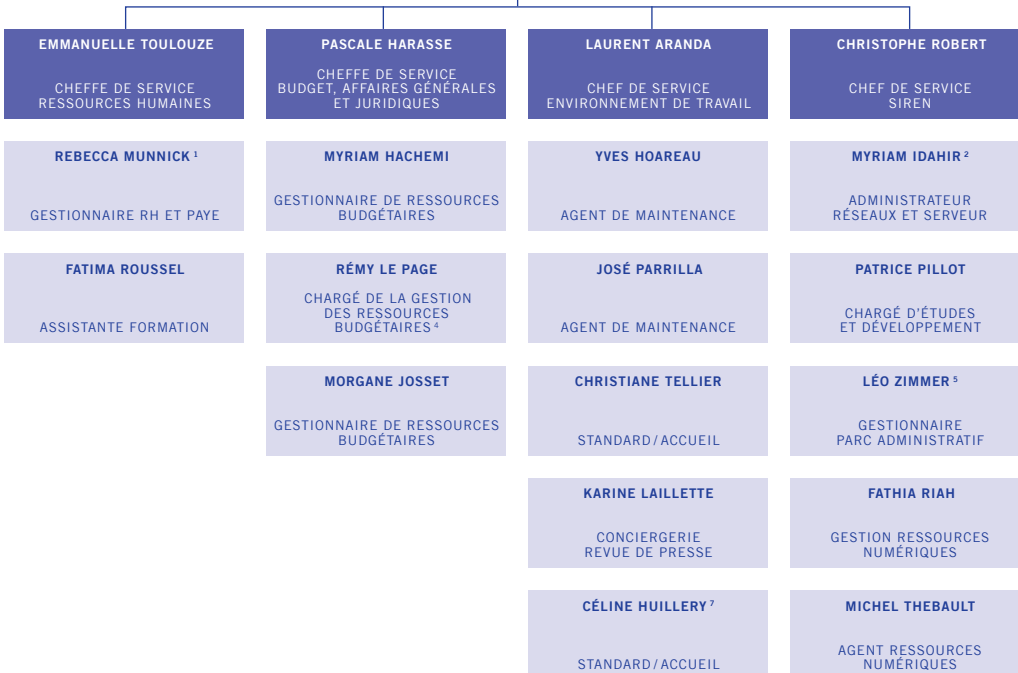 EMMANUELLE TOULOUZE
CHEFFE DE SERVICE
RESSOURCES HUMAINES
REBECCA MUNNICK ¹
GESTIONNAIRE RH ET PAYE
FATIMA ROUSSEL
ASSISTANTE FORMATION
PASCALE HARASSE
CHEFFE DE SERVICE
BUDGET, AFFAIRES GÉNÉRALES
ET JURIDIQUES
MYRIAM HACHEMI
GESTIONNAIRE DE RESSOURCES
BUDGÉTAIRES
RÉMY LE PAGE
CHARGÉ DE LA GESTION
DES RESSOURCES
BUDGÉTAIRES ⁴
MORGANE JOSSET
GESTIONNAIRE DE RESSOURCES
BUDGÉTAIRES
LAURENT ARANDA
CHEF DE SERVICE
ENVIRONNEMENT DE TRAVAIL
YVES HOAREAU
AGENT DE MAINTENANCE
JOSÉ PARRILLA
AGENT DE MAINTENANCE
CHRISTIANE TELLIER
STANDARD / ACCUEIL
KARINE LAILLETTE
CONCIERGERIE
REVUE DE PRESSE
CÉLINE HUILLERY ⁷
STANDARD / ACCUEIL
CHRISTOPHE ROBERT
CHEF DE SERVICE
SIREN
MYRIAM IDAHIR ²
ADMINISTRATEUR
RÉSEAUX ET SERVEUR
PATRICE PILLOT
CHARGÉ D’ÉTUDES
ET DÉVELOPPEMENT
LÉO ZIMMER ⁵
GESTIONNAIRE
PARC ADMINISTRATIF
FATHIA RIAH
GESTION RESSOURCES
NUMÉRIQUES
MICHEL THEBAULT
AGENT RESSOURCES
NUMÉRIQUES